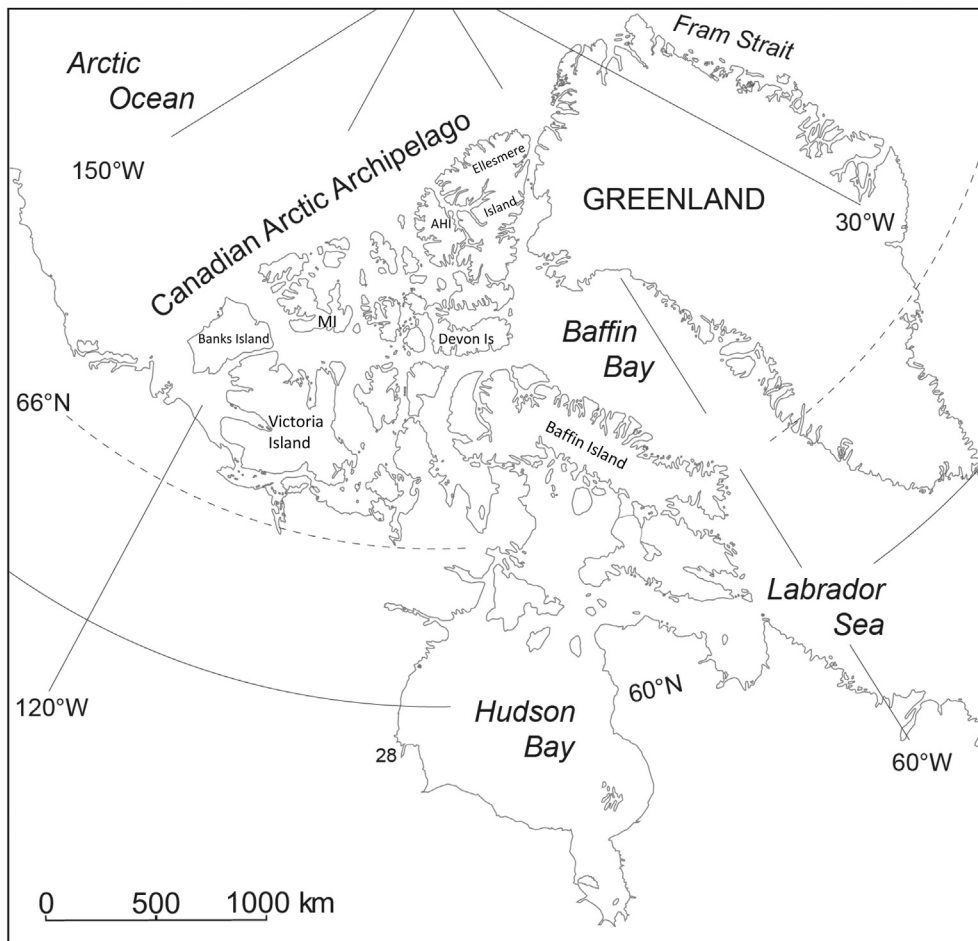 Fram Strait
Arctic
Ocean
150°W
Canadian Arctic Archipelago
Ellesmere
Island
AHI
GREENLAND
30°W
MI
Banks Island
Devon Is
Baffin
Bay
66°N
Victoria
Island
Baffin Island
Labrador
Sea
120°W
60°N
Hudson
Bay
28
60°W
0 500 1000 km